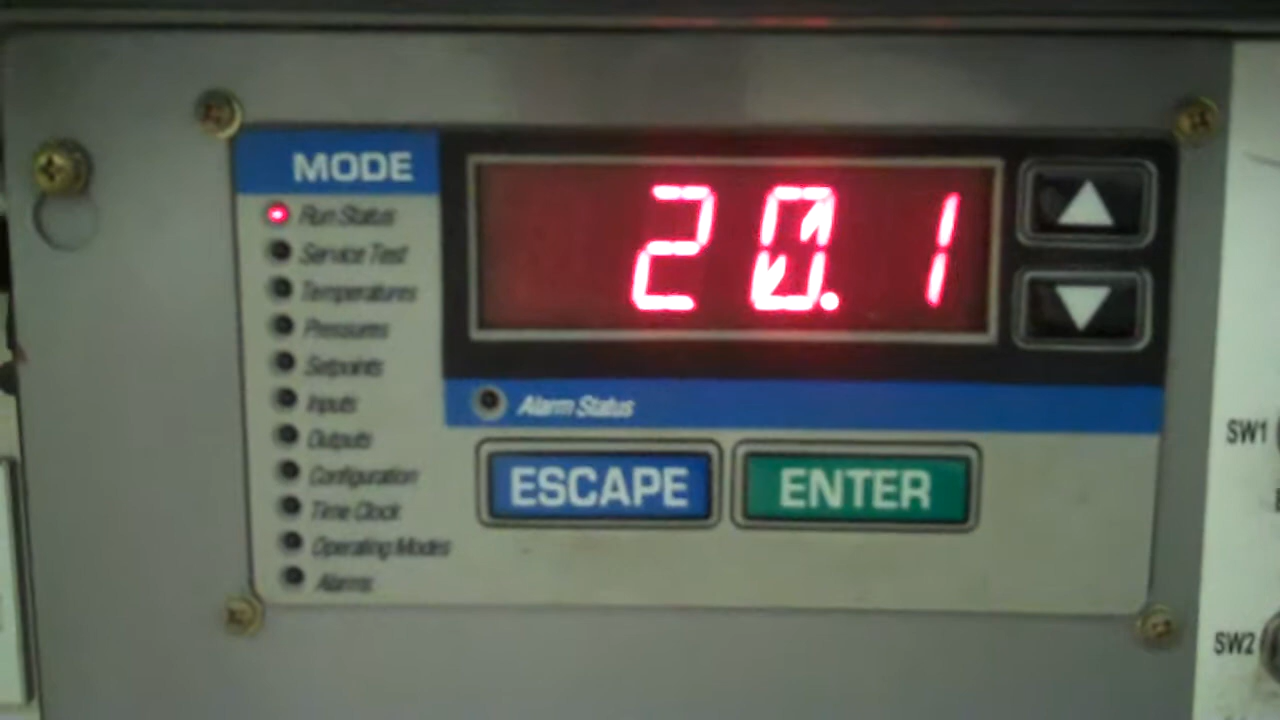 MODE
20.1
Run Status
Service Test
Temperatures
Pressures
Setpoints
Inputs
Outputs
Configuration
Time Clock
Operating Modes
Alarms
Alarm Status
ESCAPE
ENTER
SW1
SW2